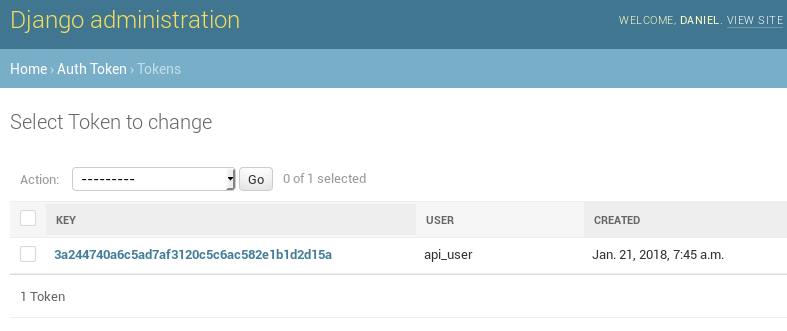 Django administration
WELCOME, DANIEL. VIEW SITE
Home › Auth Token › Tokens
Select Token to change
Action: --------- Go 0 of 1 selected
KEY USER CREATED
3a244740a6c5ad7af3120c5c6ac582e1b1d2d15a api_user Jan. 21, 2018, 7:45 a.m.
1 Token